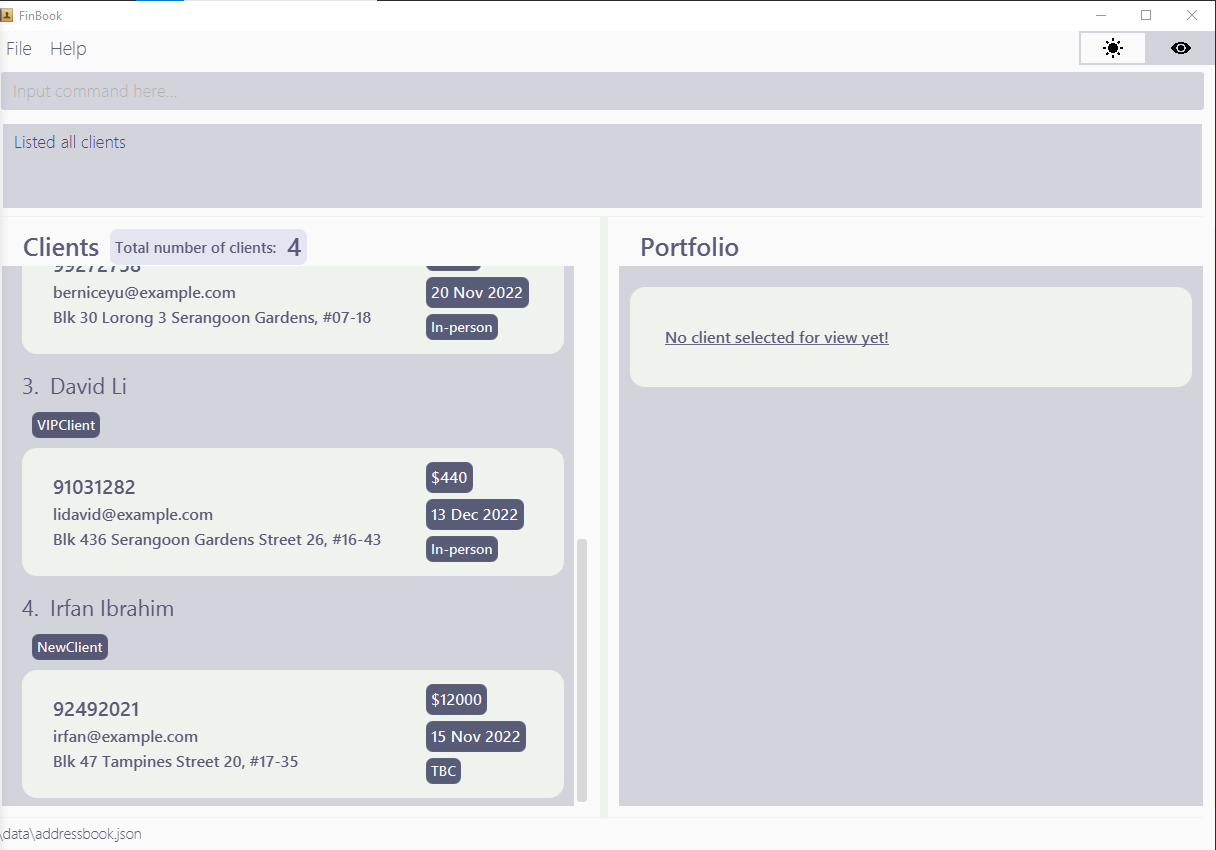 FinBook
File Help
Input command here...
Listed all clients
Clients Total number of clients: 4
99272758
berniceyu@example.com
Blk 30 Lorong 3 Serangoon Gardens, #07-18
20 Nov 2022
In-person
3. David Li
VIPClient
91031282
lidavid@example.com
Blk 436 Serangoon Gardens Street 26, #16-43
$440
13 Dec 2022
In-person
4. Irfan Ibrahim
NewClient
92492021
irfan@example.com
Blk 47 Tampines Street 20, #17-35
$12000
15 Nov 2022
TBC
Portfolio
No client selected for view yet!
\data\addressbook.json